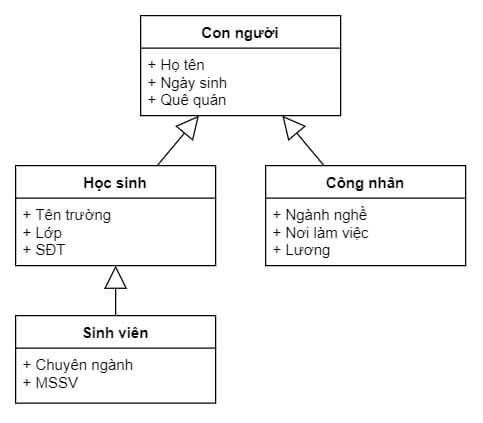 Con người
+ Họ tên
+ Ngày sinh
+ Quê quán
Học sinh
+ Tên trường
+ Lớp
+ SĐT
Công nhân
+ Ngành nghề
+ Nơi làm việc
+ Lương
Sinh viên
+ Chuyên ngành
+ MSSV